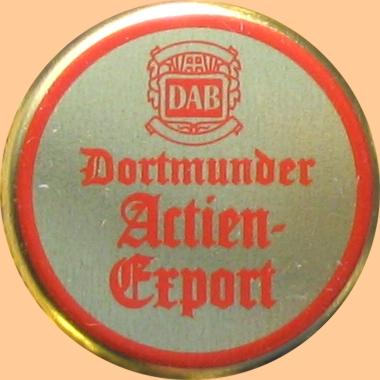 DAB
Dortmunder
Actien-
Export